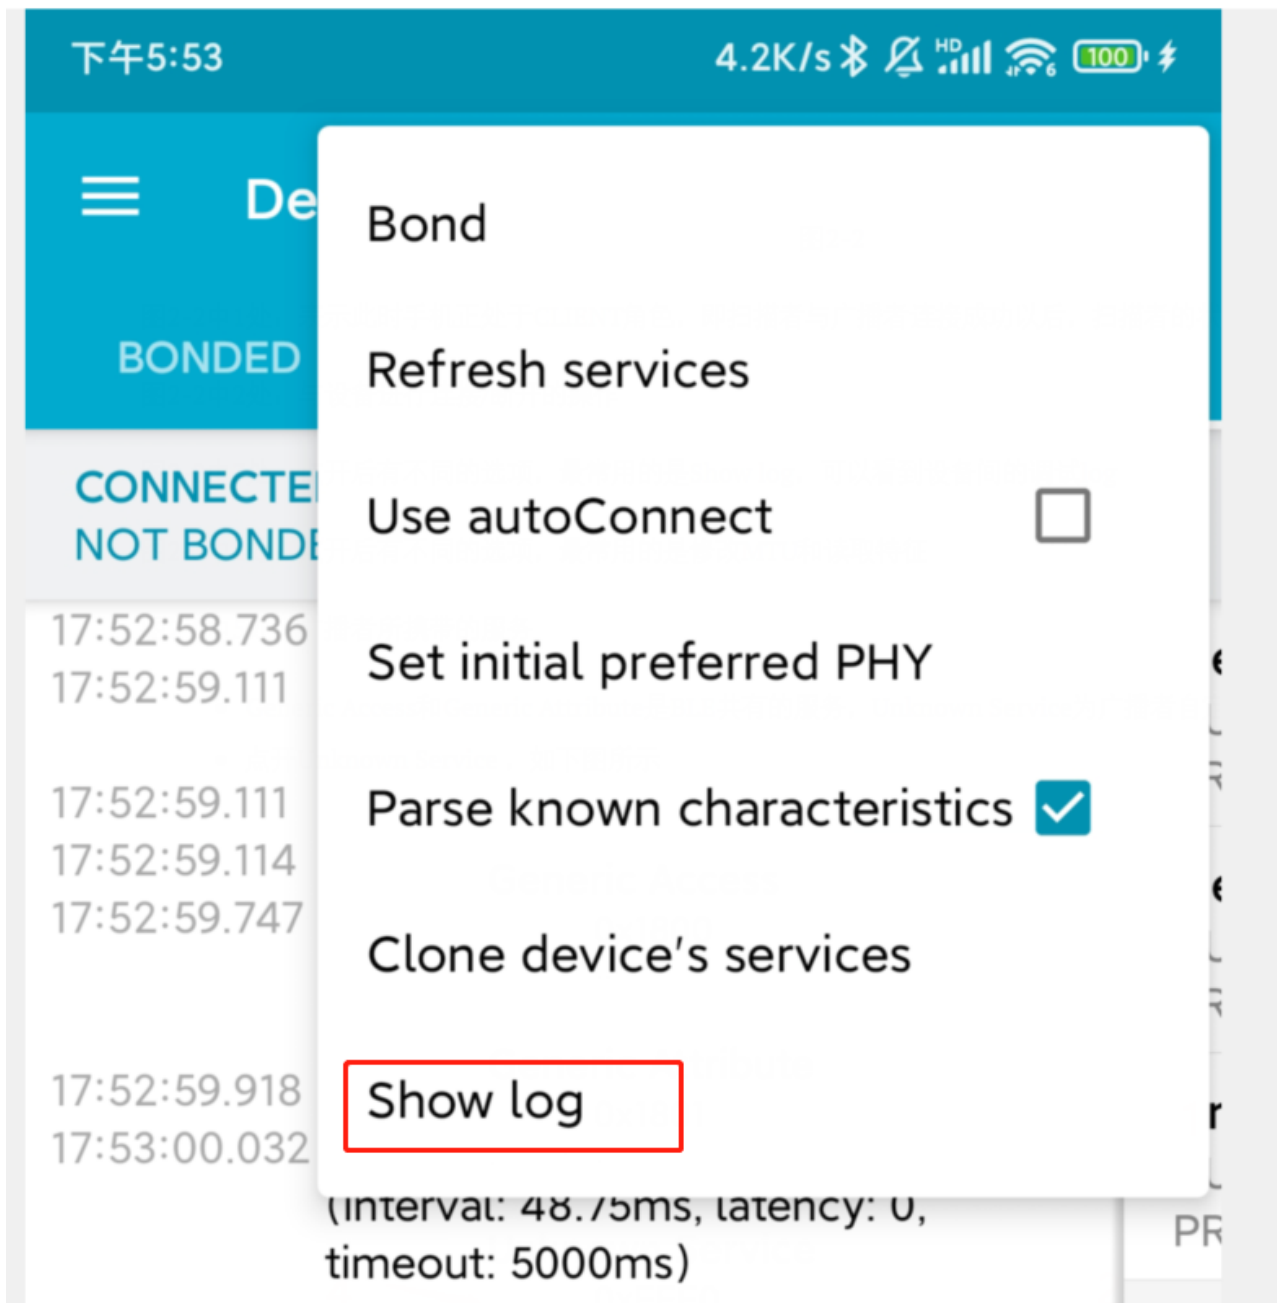 下午5:53
4.2K/s HD 6 100
De
BONDED
CONNECTE
NOT BONDE
Bond
Refresh services
Use autoConnect
Set initial preferred PHY
Parse known characteristics
Clone device's services
Show log
17:52:58.736
17:52:59.111
17:52:59.111
17:52:59.114
17:52:59.747
17:52:59.918
17:53:00.032
(interval: 48.75ms, latency: 0,
timeout: 5000ms)
PR